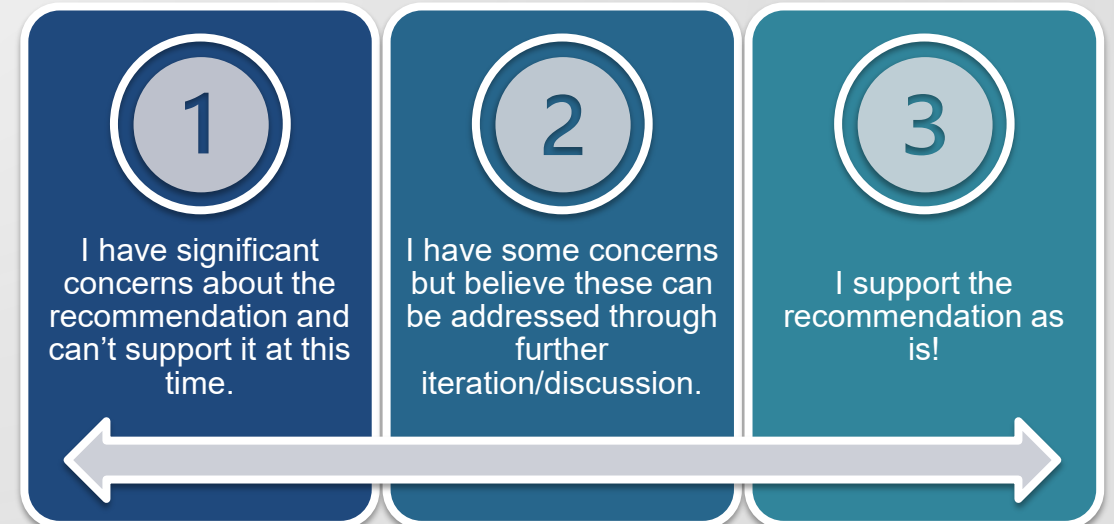 1
I have significant
concerns about the
recommendation and
can’t support it at this
time.
2
I have some concerns
but believe these can
be addressed through
further
iteration/discussion.
3
I support the
recommendation as
is!